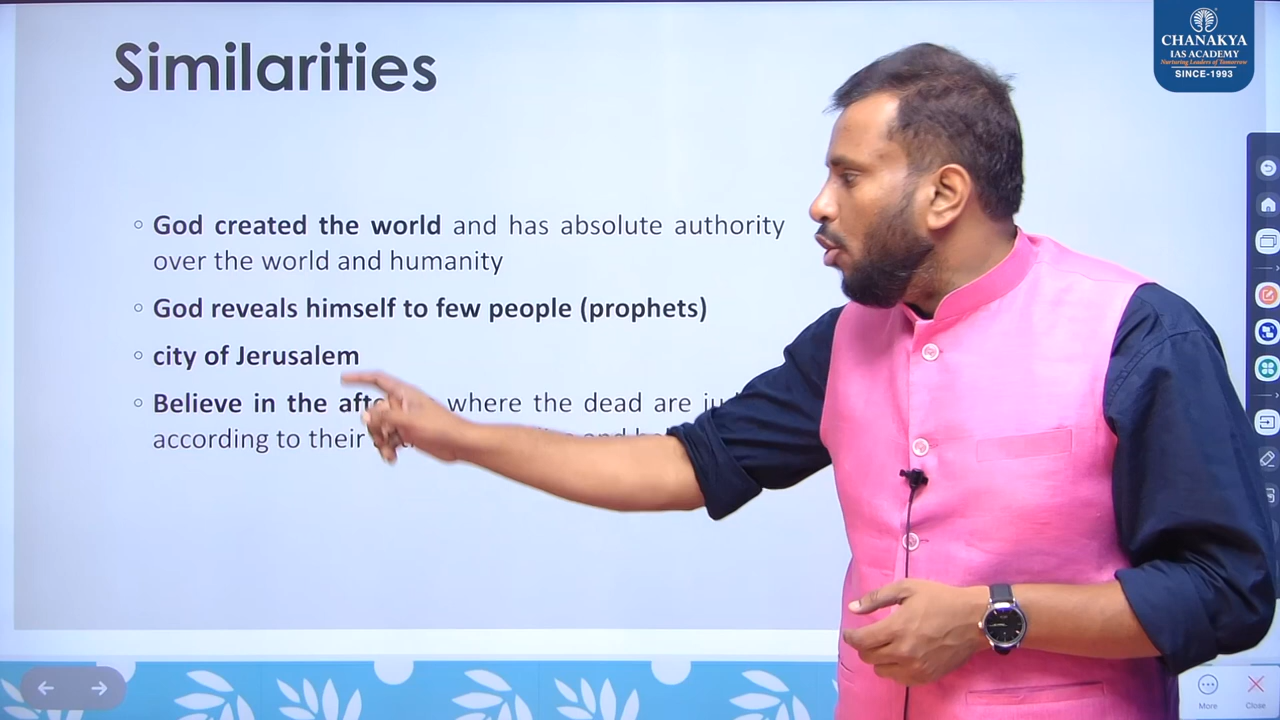 Similarities
God created the world and has absolute authority
over the world and humanity
God reveals himself to few people (prophets)
city of Jerusalem
Believe in the where the dead are
according to their
CHANAKYA
IAS ACADEMY
Nurturing Leaders of Tomorrow
SINCE-1993
More
Close